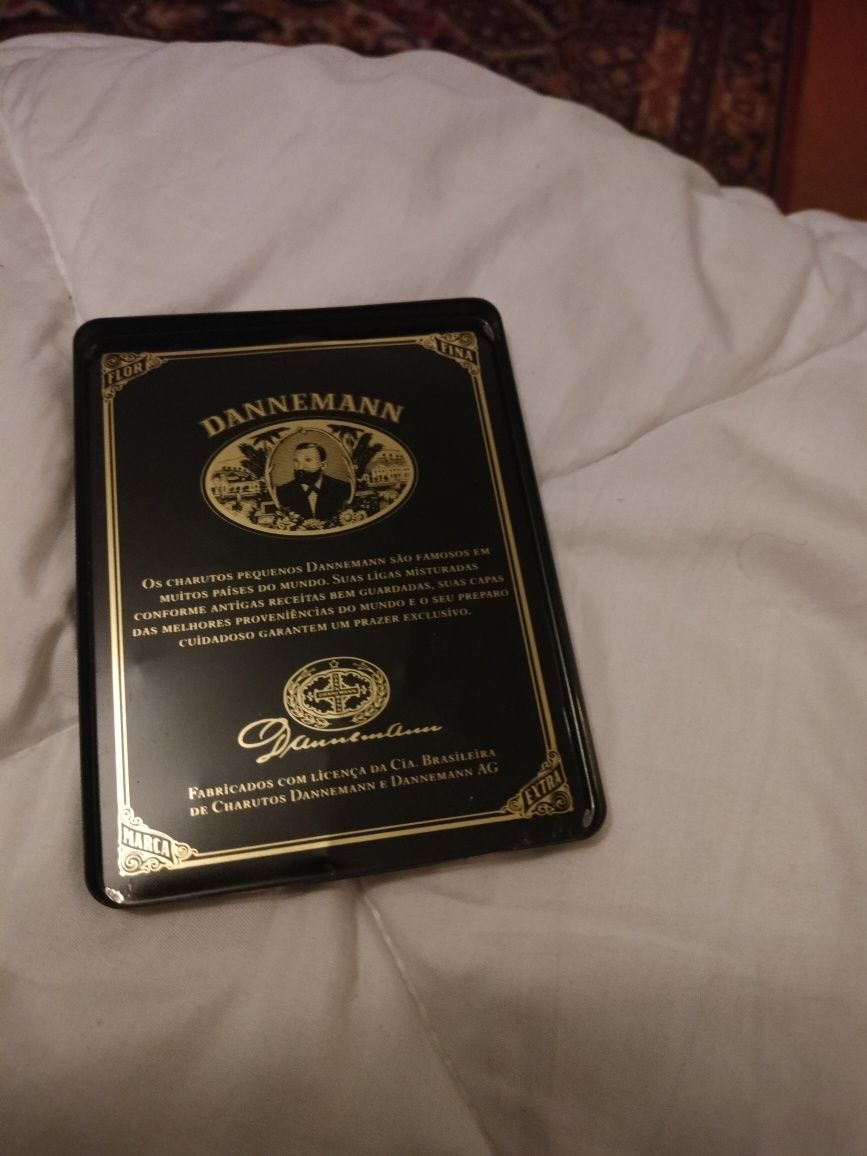 FLOR
FINA
DANNEMANN
OS CHARUTOS PEQUENOS DANNEMANN SÃO FAMOSOS EM
MUITOS PAÍSES DO MUNDO. SUAS LIGAS MISTURADAS
CONFORME ANTIGAS RECEITAS BEM GUARDADAS, SUAS CAPAS
DAS MELHORES PROVENIÊNCIAS DO MUNDO E O SEU PREPARO
CUIDADOSO GARANTEM UM PRAZER EXCLUSIVO.
DANNEMANN
Dannemann
FABRICADOS COM LICENÇA DA CIA. BRASILEIRA
DE CHARUTOS DANNEMANN E DANNEMANN AG
MARCA
EXTRA